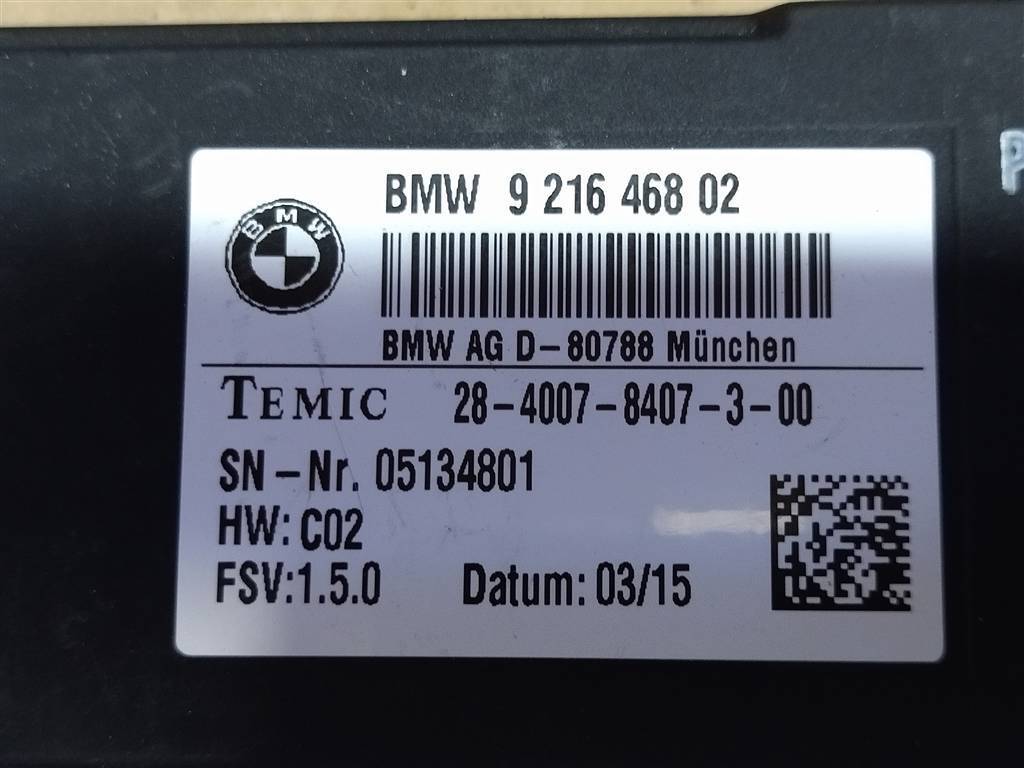 BMW
BMW 9 216 468 02
BMW AG D-80788 München
TEMIC 28-4007-8407-3-00
SN-Nr. 05134801
HW: C02
FSV:1.5.0 Datum: 03/15
P